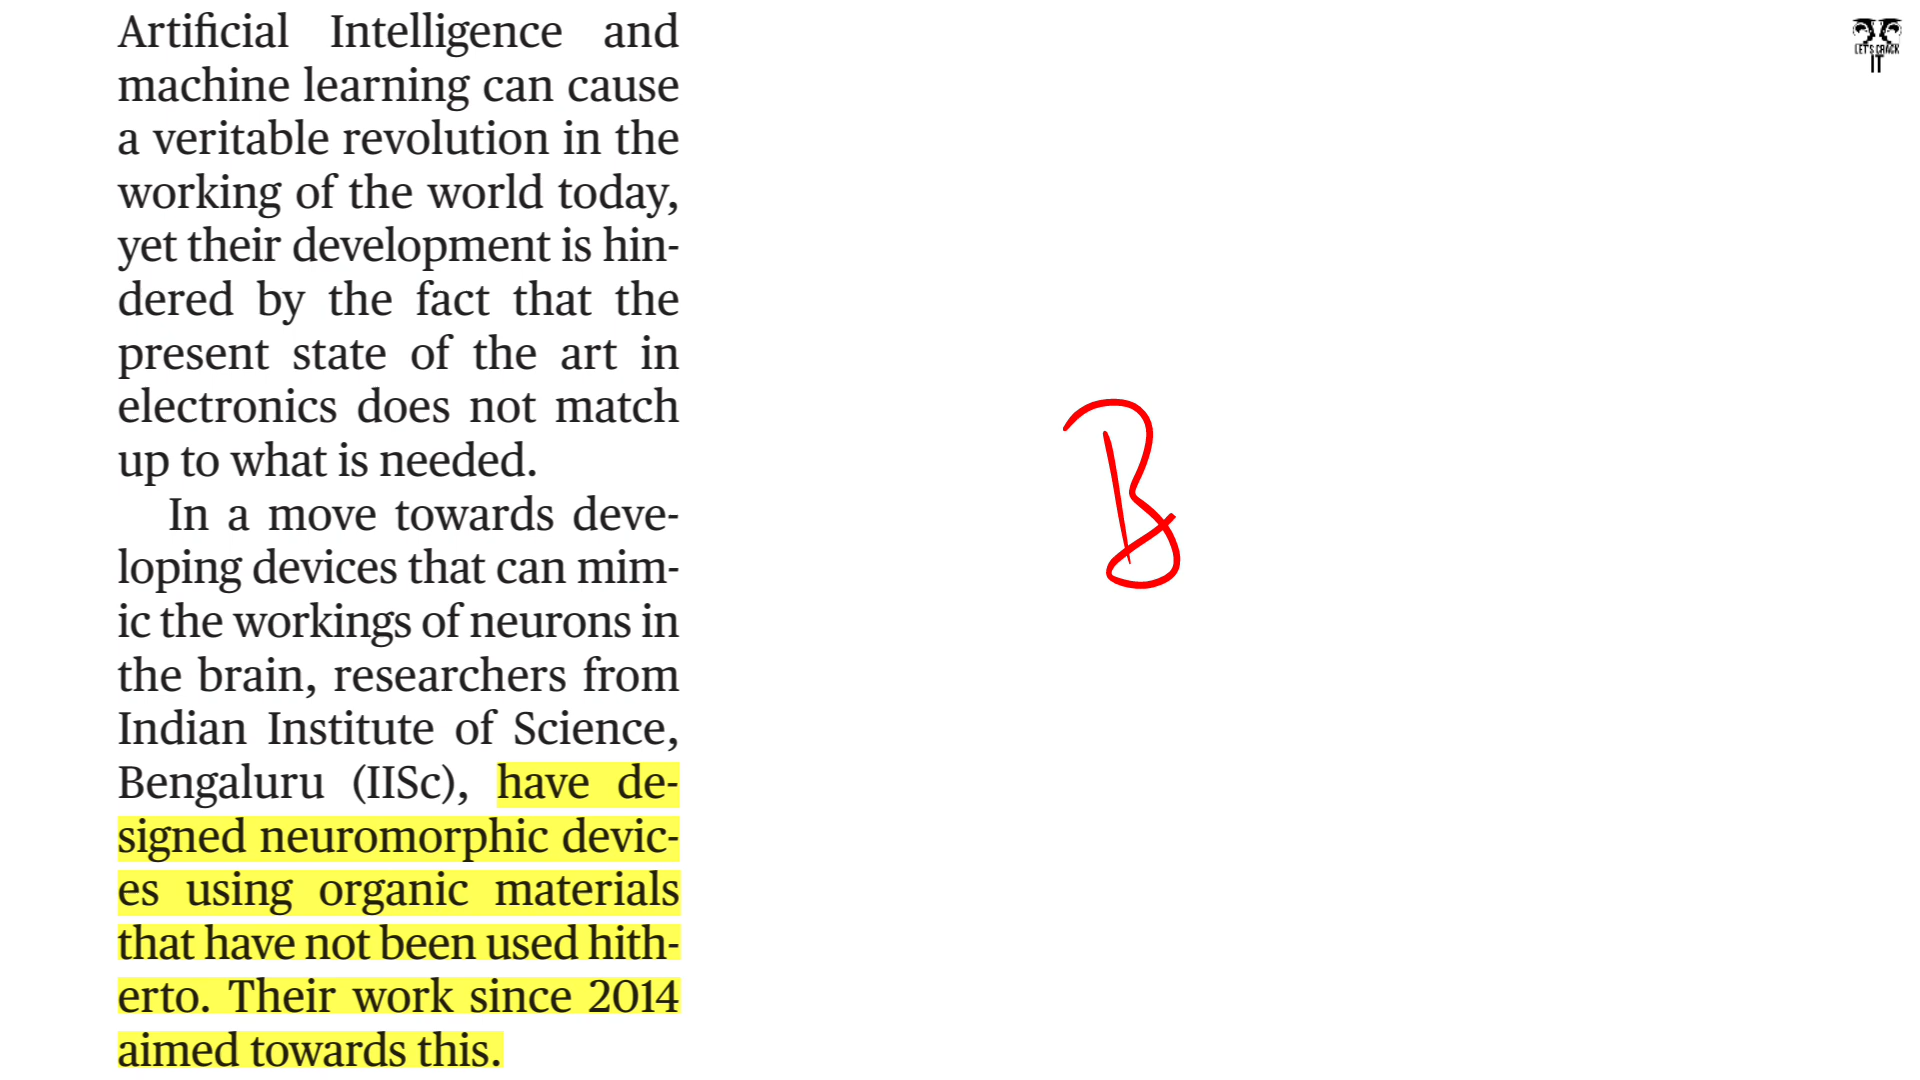 Artificial Intelligence and
machine learning can cause
a veritable revolution in the
working of the world today,
yet their development is hin-
dered by the fact that the
present state of the art in
electronics does not match
up to what is needed.
In a move towards deve-
loping devices that can mim-
ic the workings of neurons in
the brain, researchers from
Indian Institute of Science,
Bengaluru (IISc), have de-
signed neuromorphic devic-
es using organic materials
that have not been used hith-
erto. Their work since 2014
aimed towards this.
B
LET'S CRACK
IT